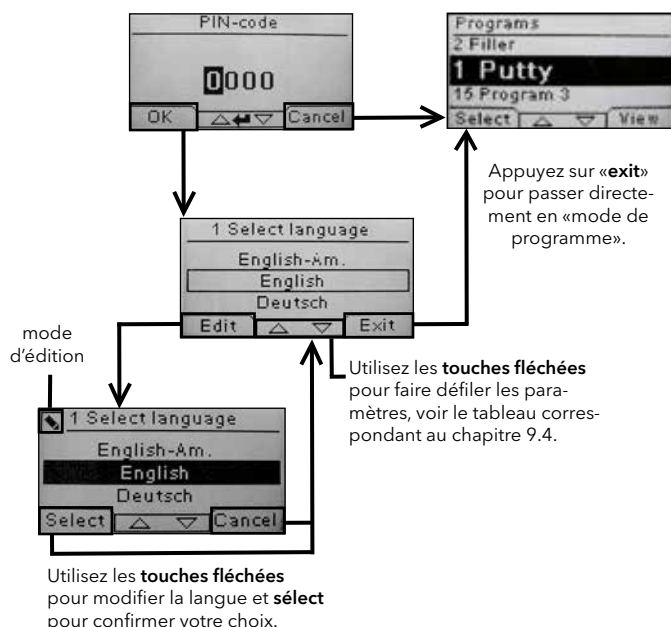 PIN-code
0000
OK
Cancel
Programs
2 Filler
1 Putty
15 Program 3
Select
View
Appuyez sur «exit»
pour passer directe-
ment en «mode de
programme».
1 Select language
English-Am.
English
Deutsch
Edit
Exit
mode
d'édition
Utilisez les touches fléchées
pour faire défiler les para-
mètres, voir le tableau corres-
pondant au chapitre 9.4.
1 Select language
English-Am.
English
Deutsch
Select
Cancel
Utilisez les touches fléchées
pour modifier la langue et sélect
pour confirmer votre choix.